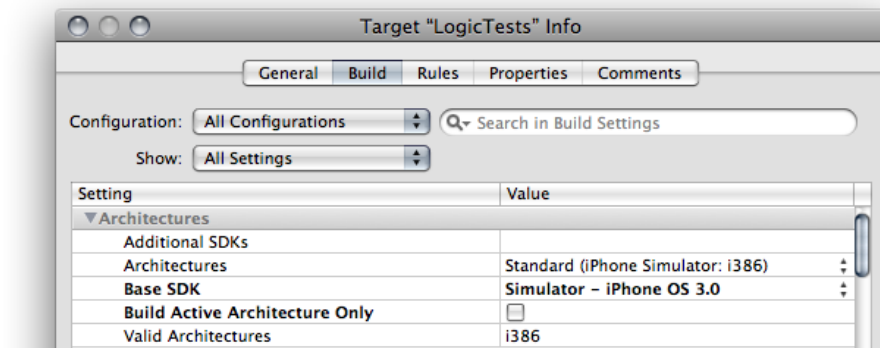 Target “LogicTests” Info
General Build Rules Properties Comments
Configuration: All Configurations Search in Build Settings
Show: All Settings
Setting Value
Architectures
Additional SDKs
Architectures Standard (iPhone Simulator: i386)
Base SDK Simulator – iPhone OS 3.0
Build Active Architecture Only
Valid Architectures i386